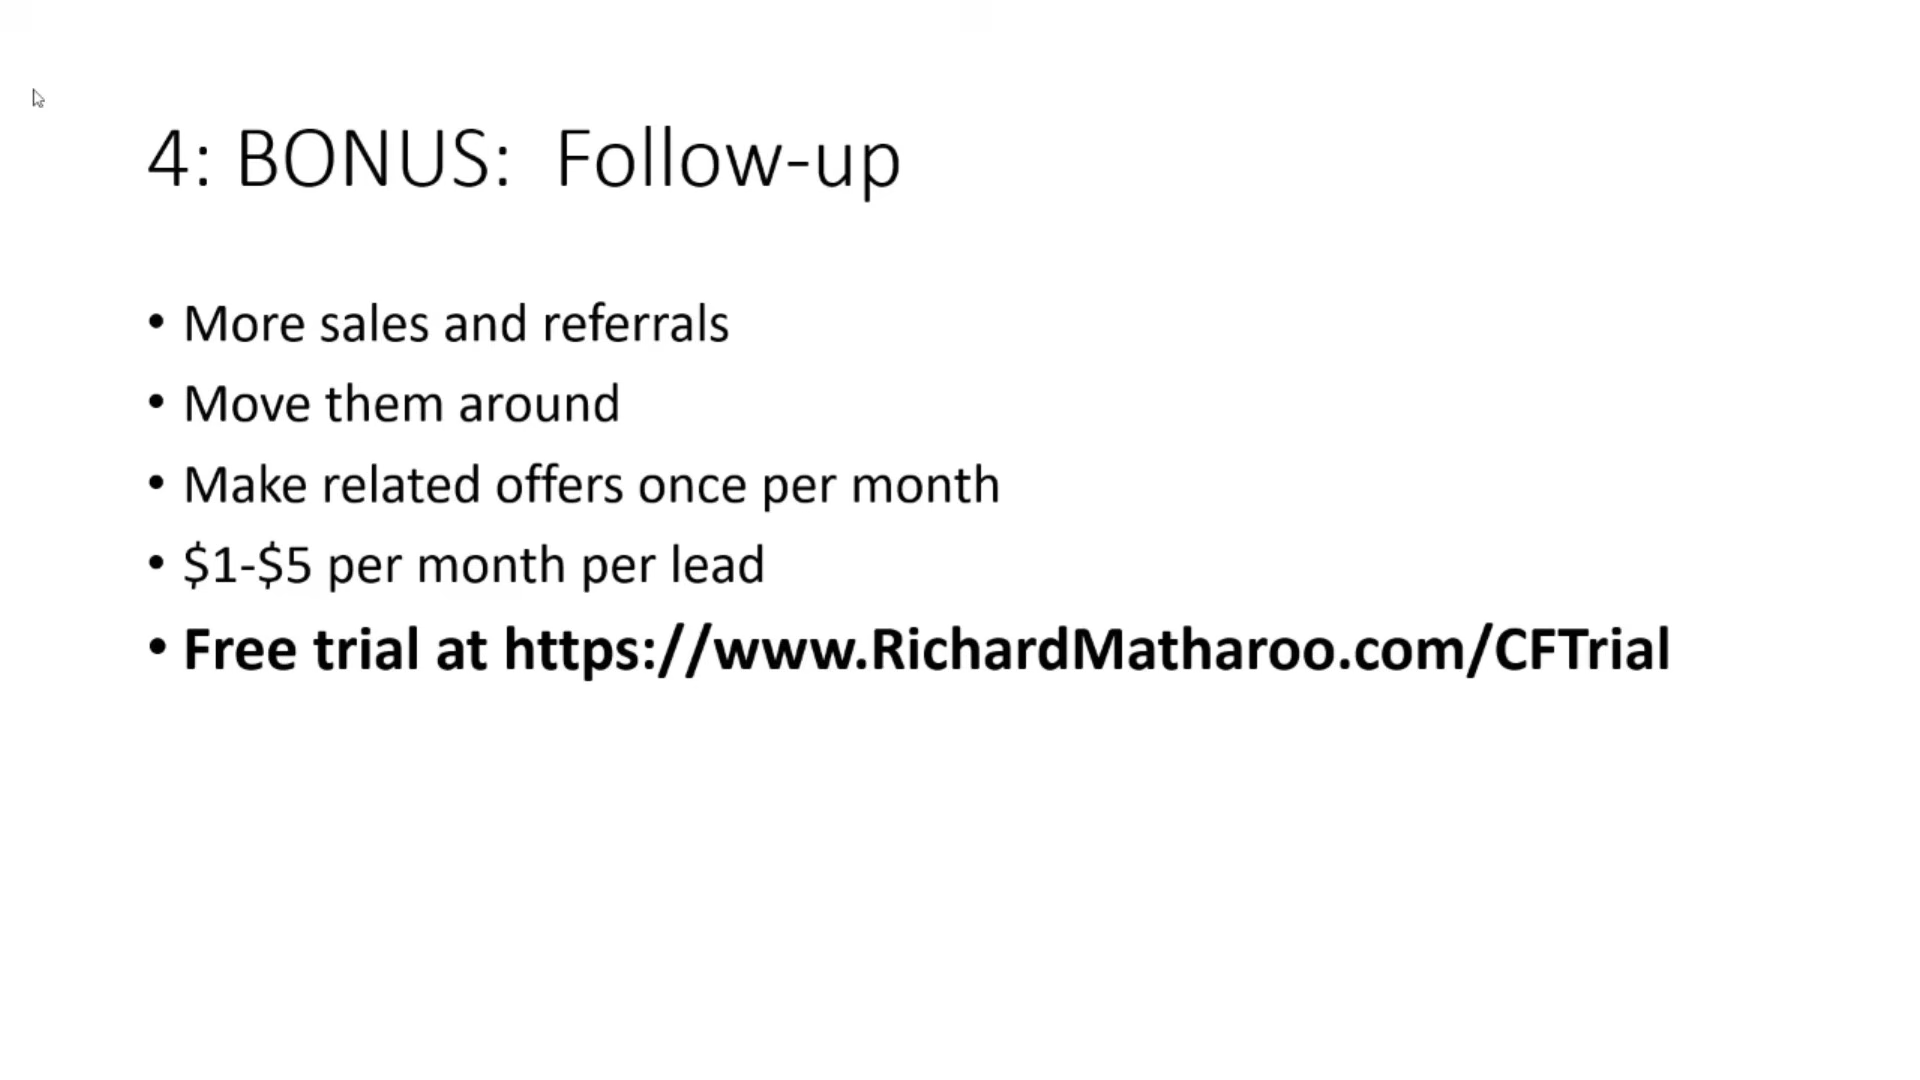 4: BONUS:  Follow-up
• More sales and referrals
• Move them around
• Make related offers once per month
• $1-$5 per month per lead
• Free trial at https://www.RichardMatharoo.com/CFTrial